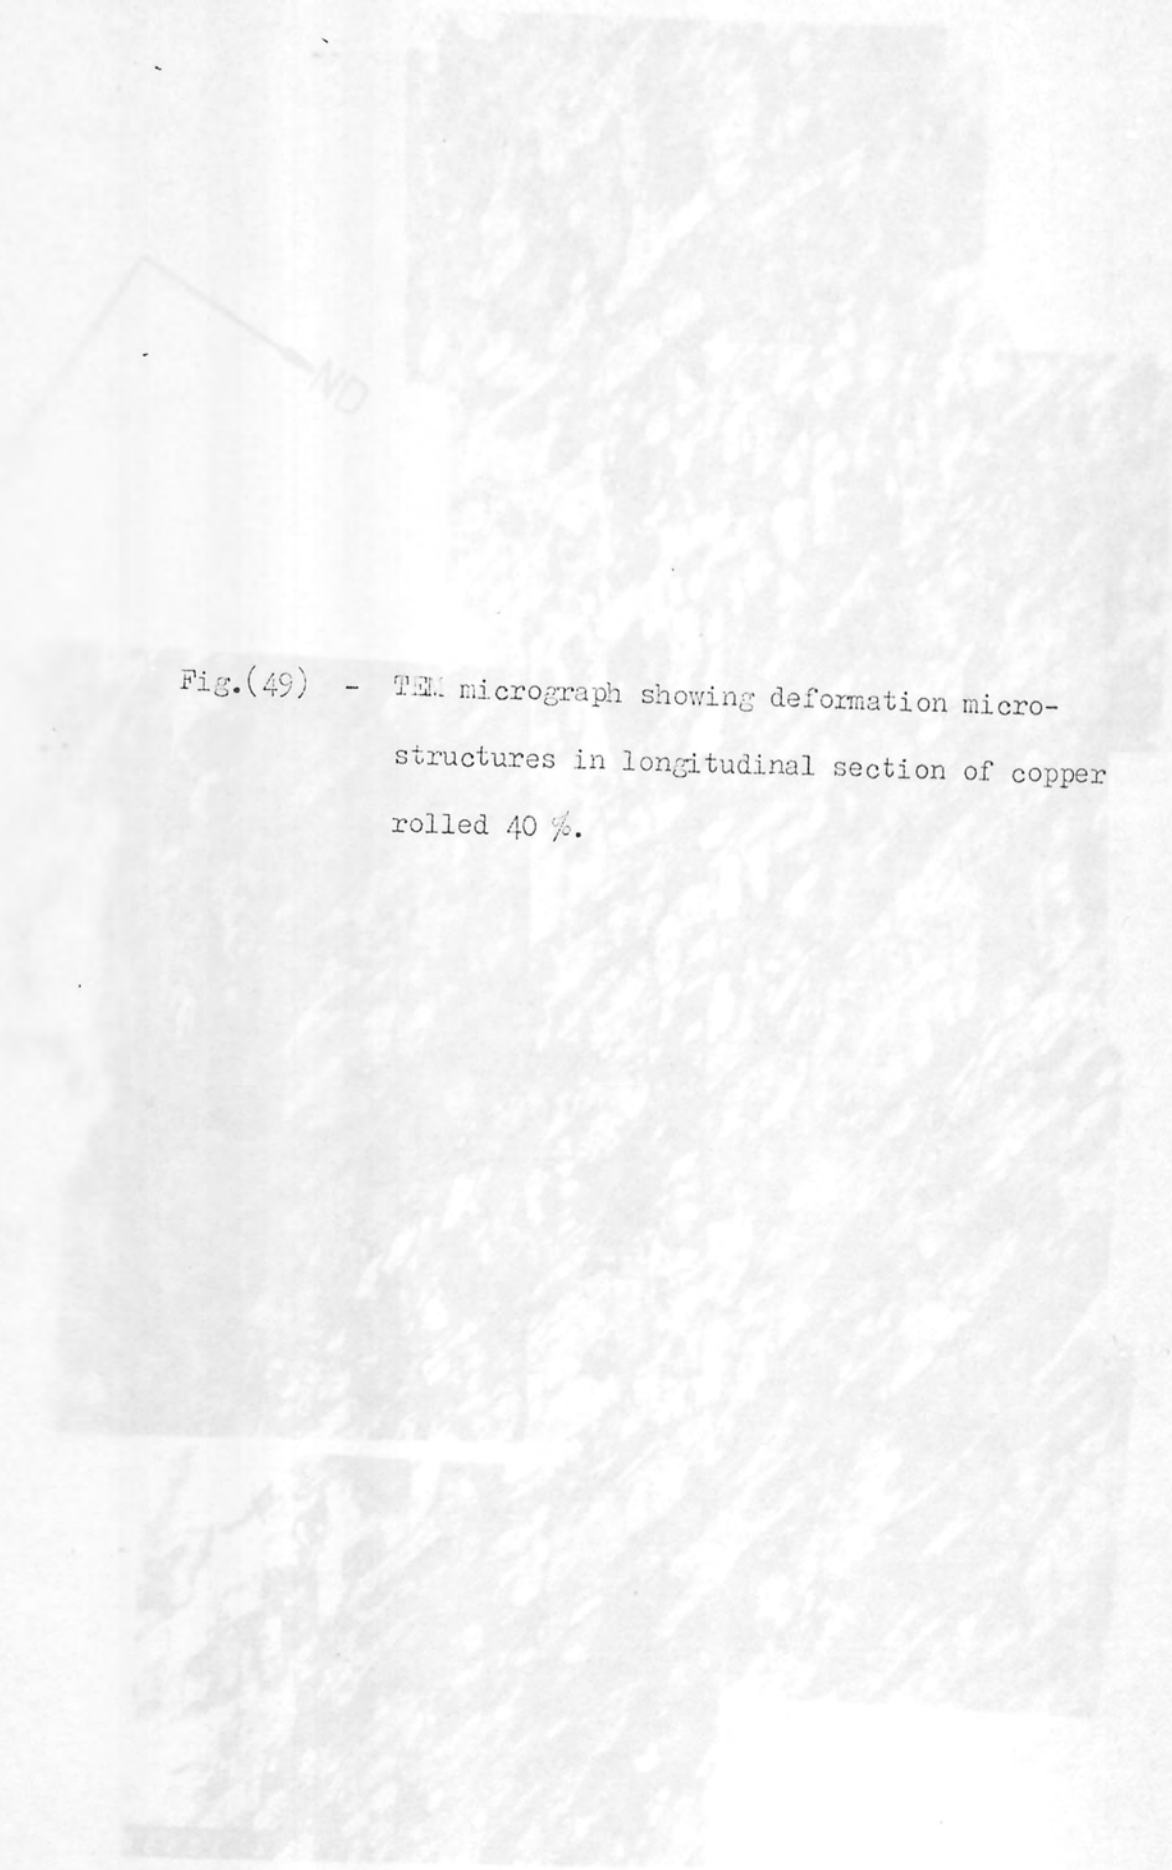 ND
Fig.(49) - TEM micrograph showing deformation micro-
structures in longitudinal section of copper
rolled 40 %.